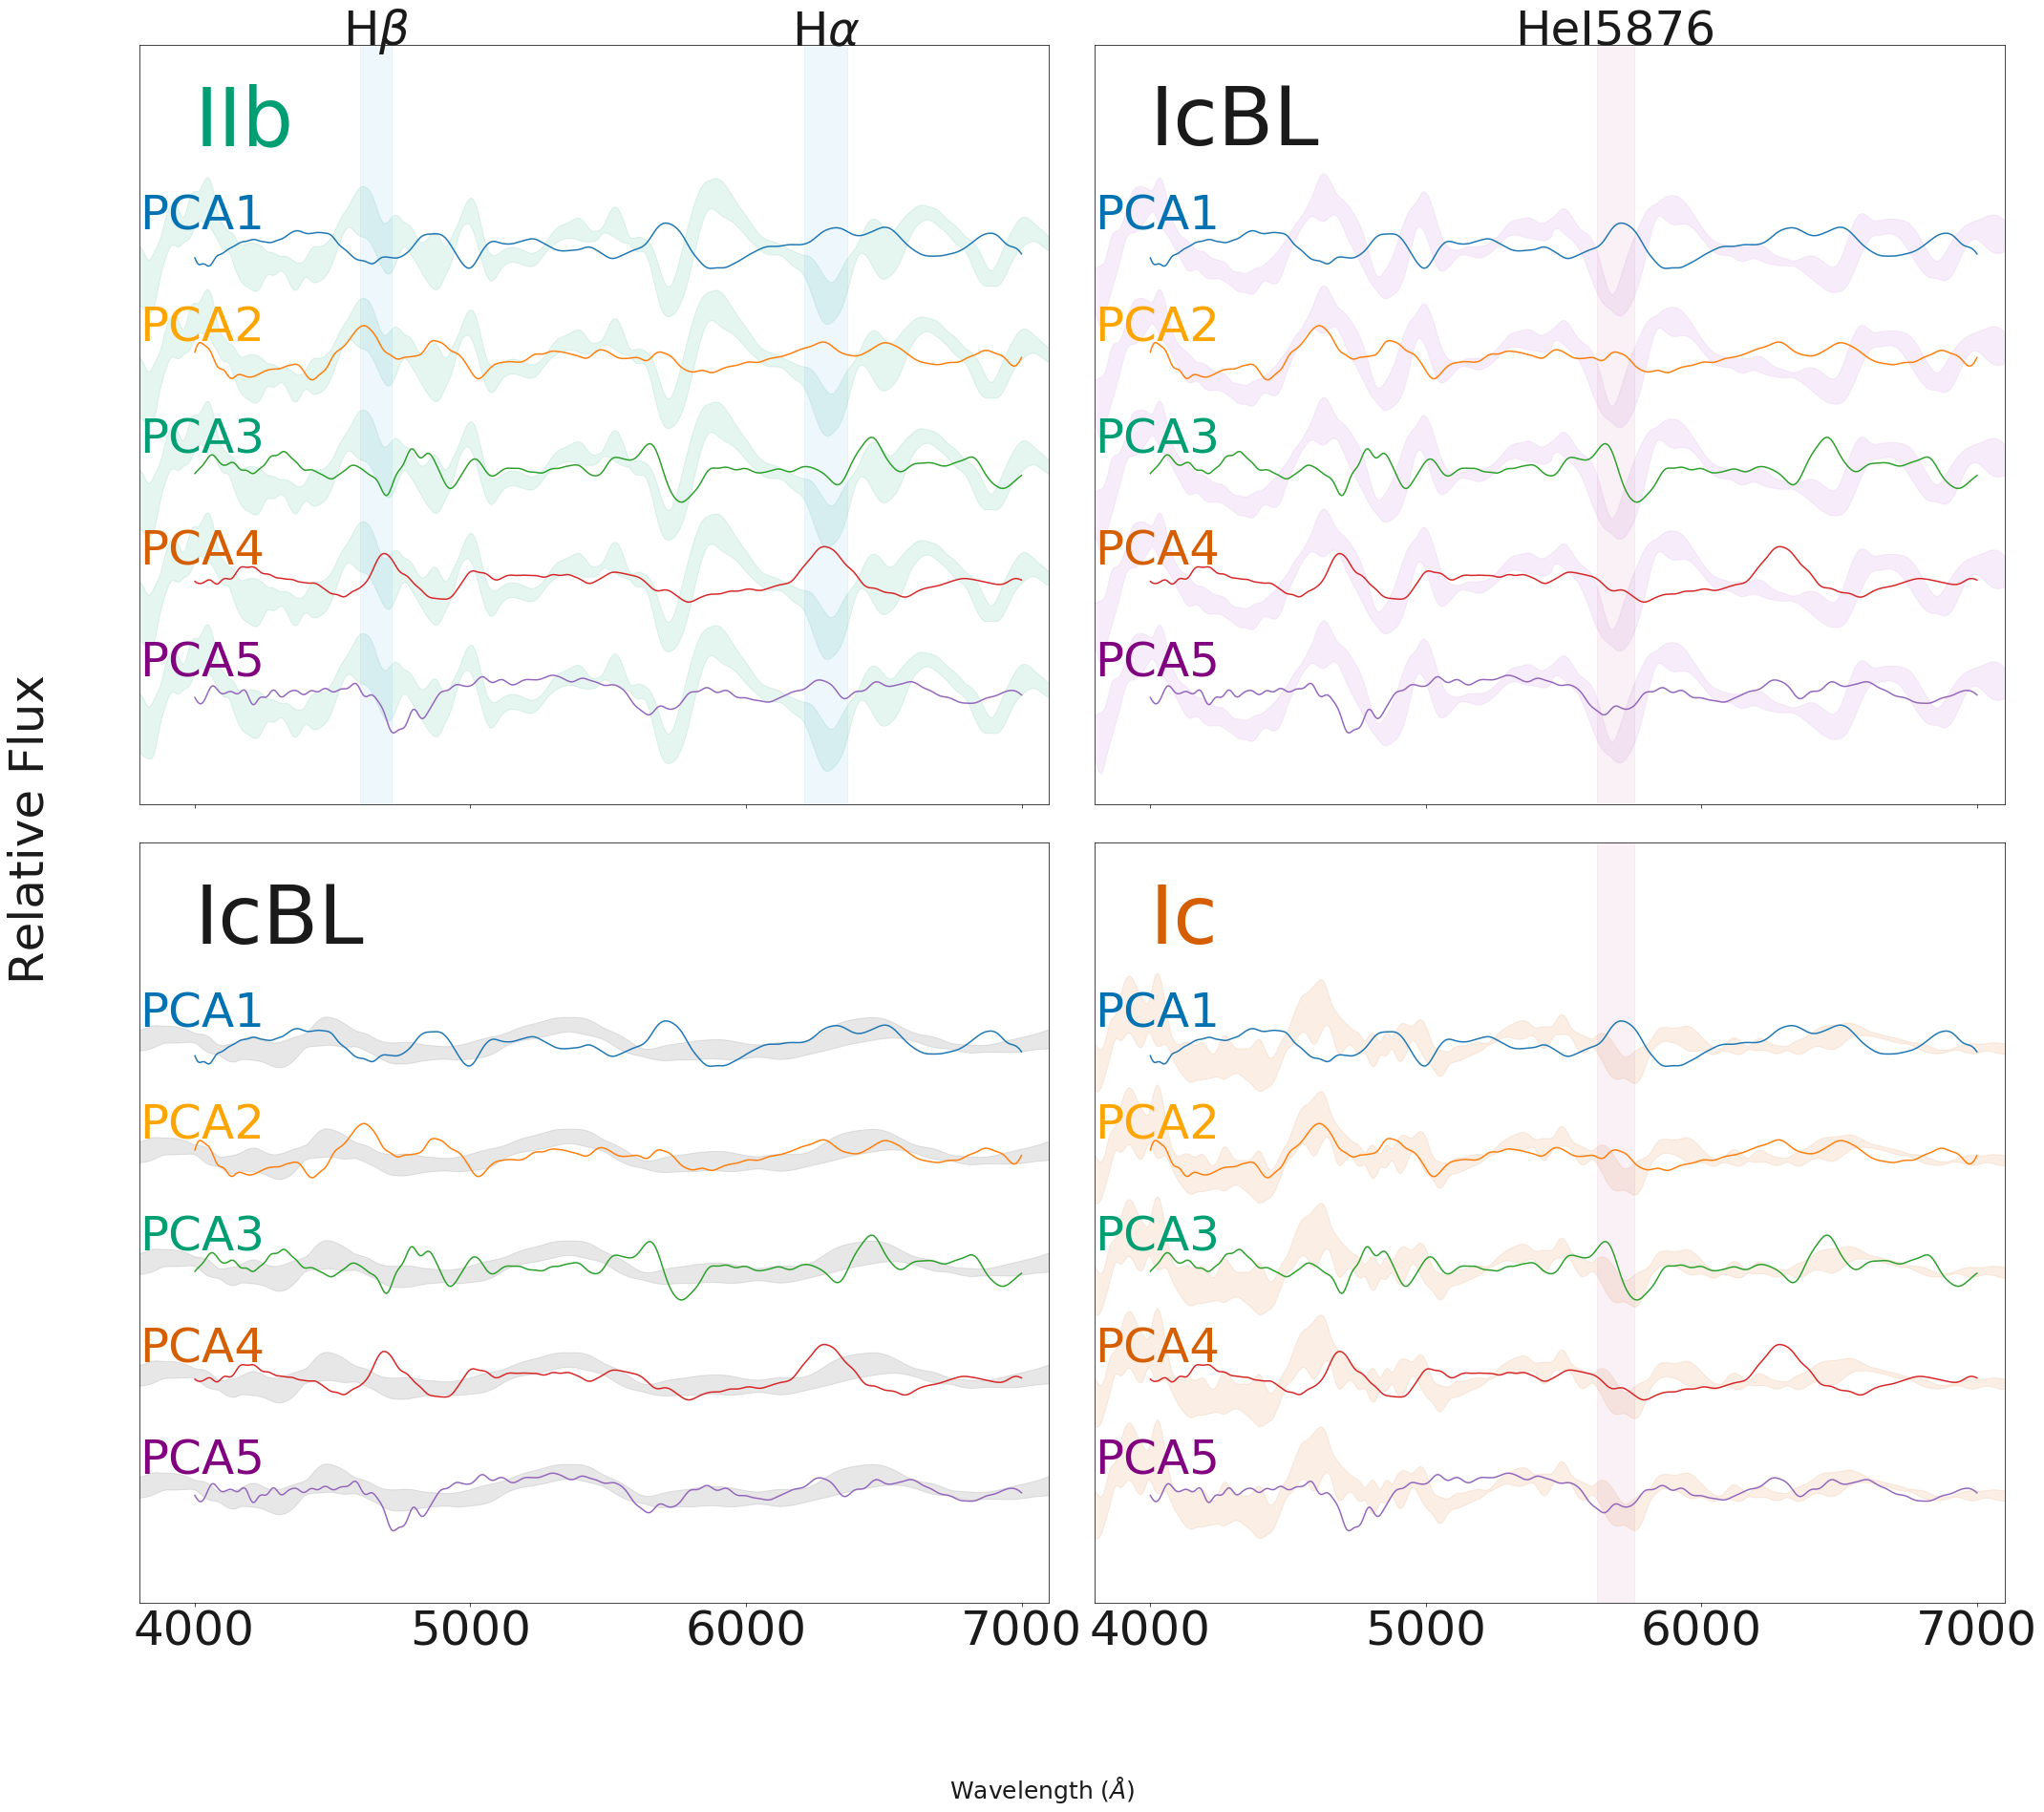 Hβ Hα HeI5876
IIb
PCA1
PCA2
PCA3
PCA4
PCA5
IcBL
PCA1
PCA2
PCA3
PCA4
PCA5
Relative Flux
IcBL
PCA1
PCA2
PCA3
PCA4
PCA5
4000 5000 6000 7000
Ic
PCA1
PCA2
PCA3
PCA4
PCA5
4000 5000 6000 7000
Wavelength (Å)